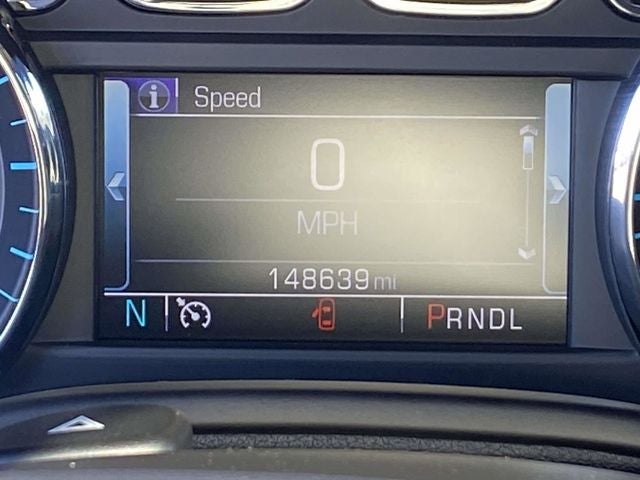 i Speed
0
MPH
148639 mi
N PRNDL